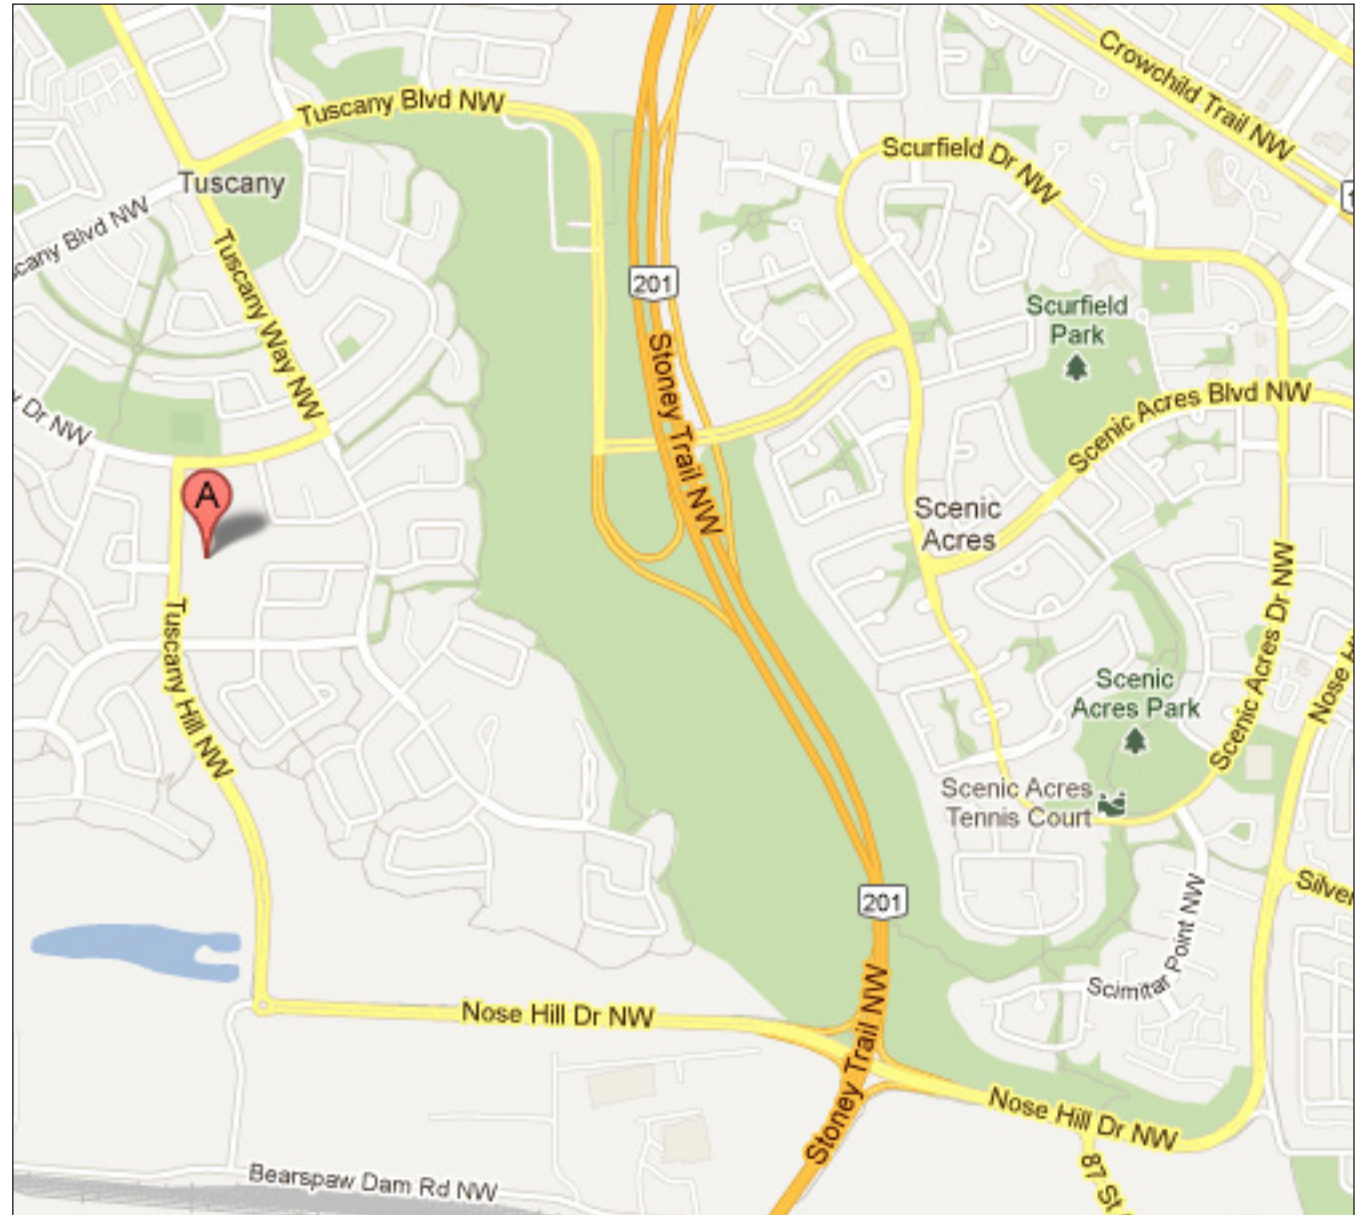 Crowchild Trail NW
Tuscany Blvd NW
Scurfield Dr NW
1
Tuscany
cany Blvd NW
Tuscany Way NW
201
Scurfield
Park
Stoney Trail NW
Scenic Acres Blvd NW
y Dr NW
A
Scenic
Acres
Tuscany Hill NW
Scenic Acres Dr NW
Nose H
Scenic
Acres Park
Scenic Acres
Tennis Court
201
Silver
Scimitar Point NW
Nose Hill Dr NW
Stoney Trail NW
Nose Hill Dr NW
87 St
Bearspaw Dam Rd NW